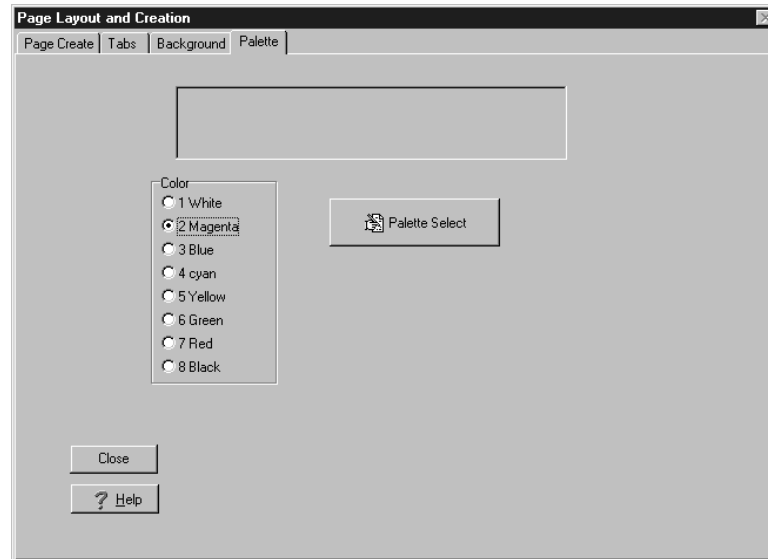 Page Layout and Creation
Page Create Tabs Background Palette
Color
1 White
2 Magenta
3 Blue
4 cyan
5 Yellow
6 Green
7 Red
8 Black
Palette Select
Close
? Help